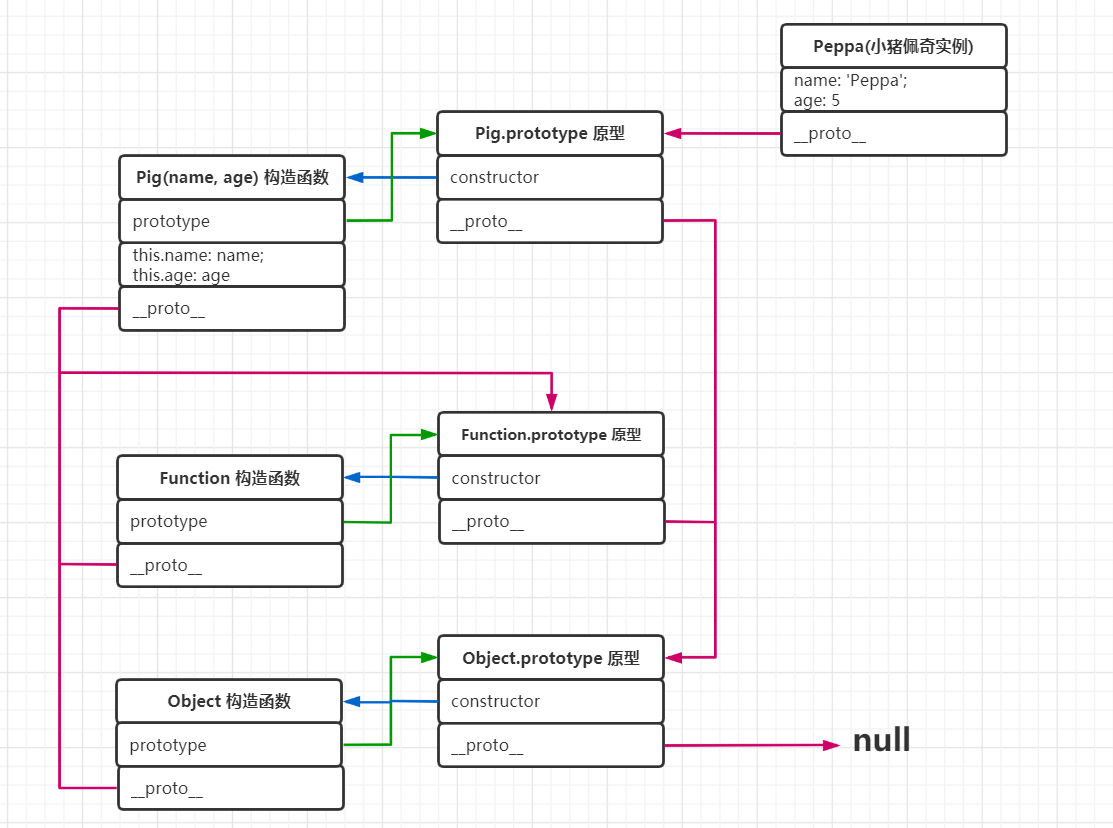 Peppa(小猪佩奇实例)
name: 'Peppa';
age: 5
__proto__
Pig.prototype 原型
constructor
__proto__
Pig(name, age) 构造函数
prototype
this.name: name;
this.age: age
__proto__
Function.prototype 原型
constructor
__proto__
Function 构造函数
prototype
__proto__
Object.prototype 原型
constructor
__proto__
Object 构造函数
prototype
__proto__
null